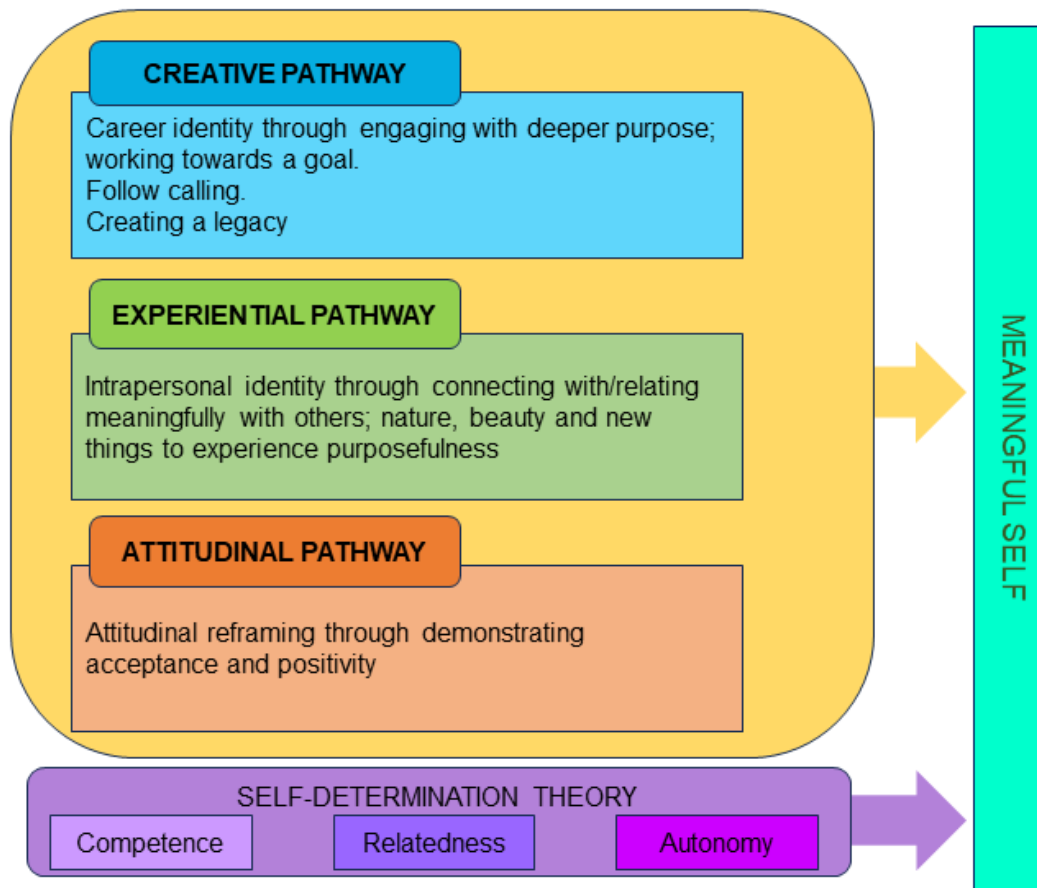 CREATIVE PATHWAY
Career identity through engaging with deeper purpose;
working towards a goal.
Follow calling.
Creating a legacy
EXPERIENTIAL PATHWAY
Intrapersonal identity through connecting with/relating
meaningfully with others; nature, beauty and new
things to experience purposefulness
ATTITUDINAL PATHWAY
Attitudinal reframing through demonstrating
acceptance and positivity
SELF-DETERMINATION THEORY
Competence
Relatedness
Autonomy
MEANINGFUL SELF